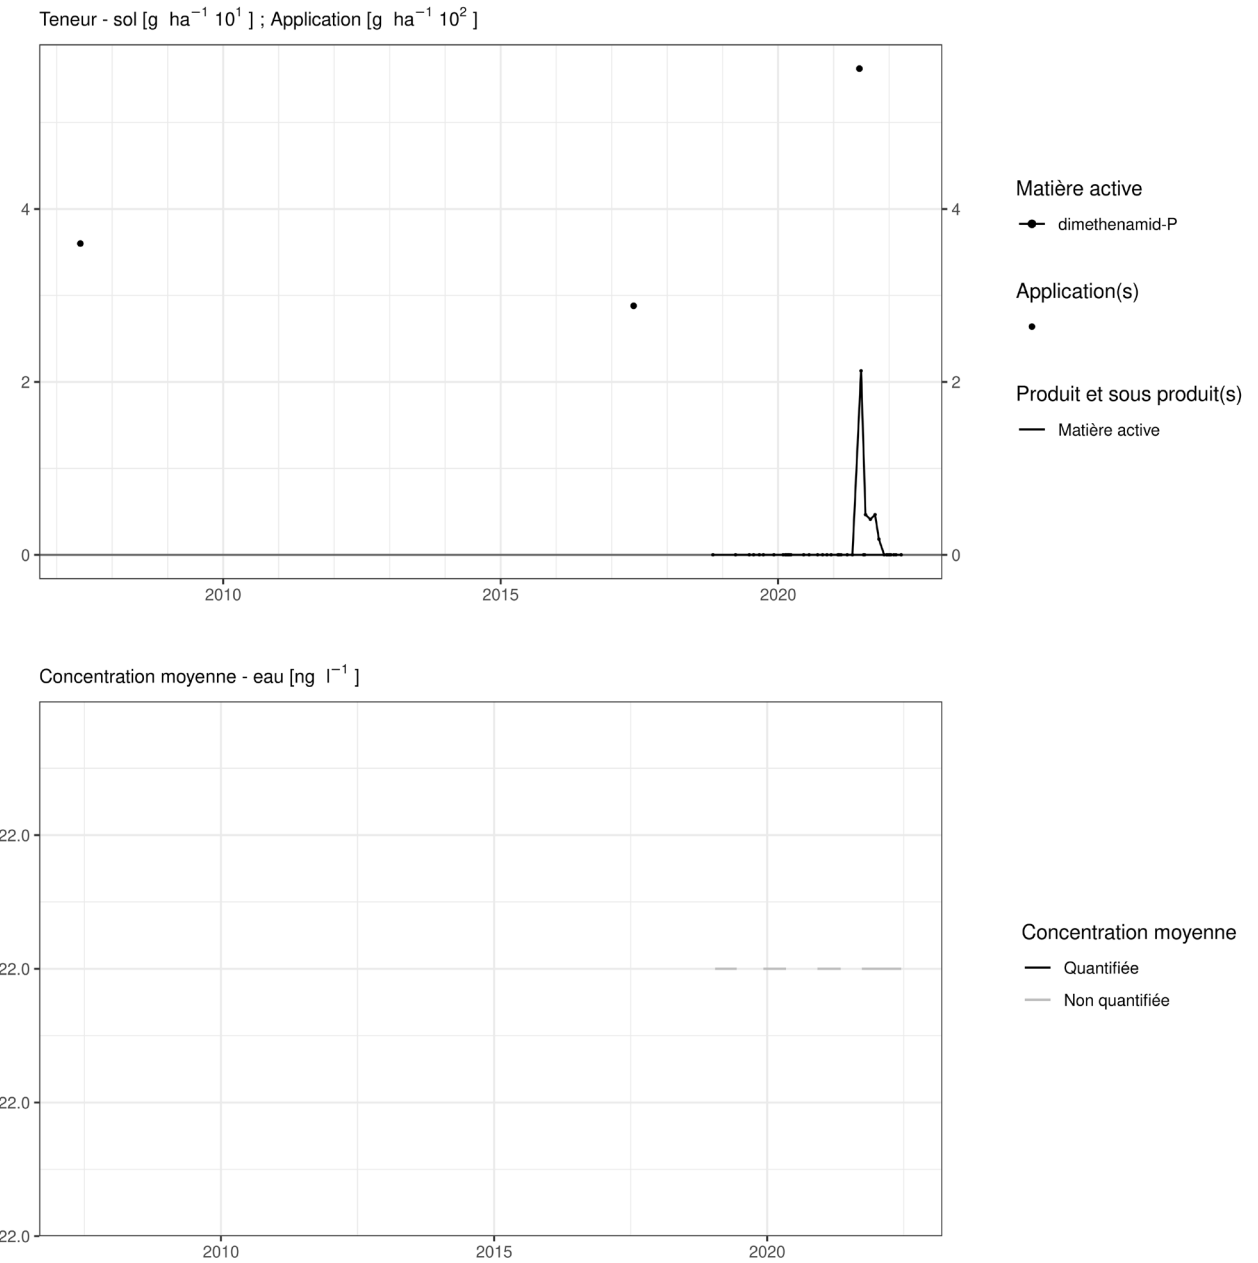 Teneur - sol [g ha⁻¹ 10¹ ] ; Application [g ha⁻¹ 10² ]
4
2
0
4
2
0
2010 2015 2020
Matière active
dimethenamid-P
Application(s)
Produit et sous produit(s)
Matière active
Concentration moyenne - eau [ng l⁻¹ ]
22.0
22.0
22.0
22.0
2010 2015 2020
Concentration moyenne
Quantifiée
Non quantifiée